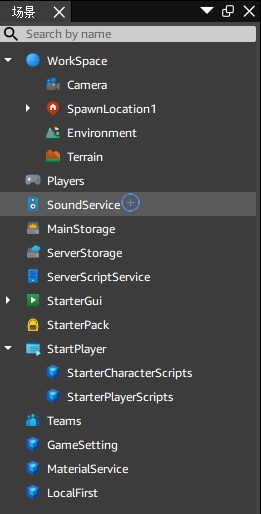 场景
Search by name
WorkSpace
Camera
SpawnLocation1
Environment
Terrain
Players
SoundService
MainStorage
ServerStorage
ServerScriptService
StarterGui
StarterPack
StartPlayer
StarterCharacterScripts
StarterPlayerScripts
Teams
GameSetting
MaterialService
LocalFirst